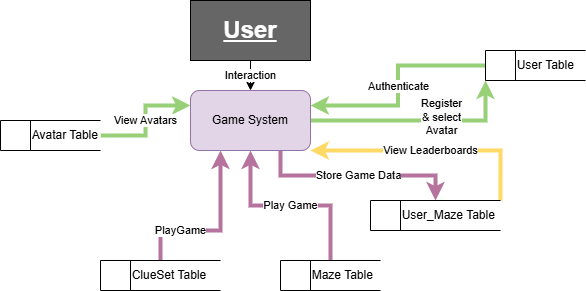 User
Interaction
User Table
Authenticate
Register
& select
Avatar
View Avatars
Game System
Avatar Table
View Leaderboards
Store Game Data
User_Maze Table
Play Game
PlayGame
ClueSet Table
Maze Table